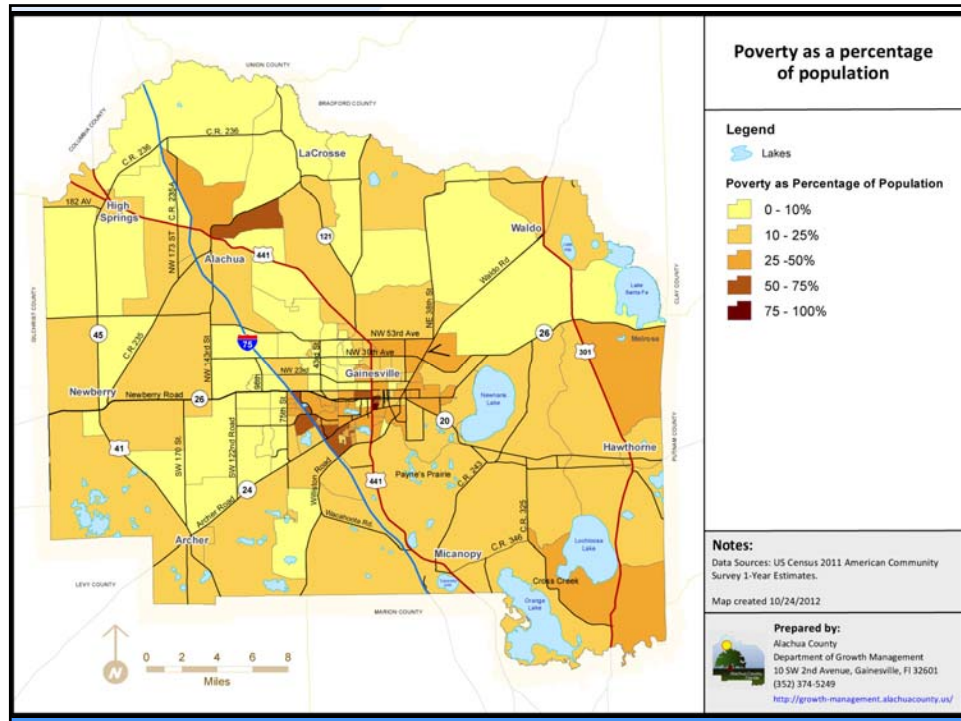 Poverty as a percentage
of population
Legend
Lakes
Poverty as Percentage of Population
0 - 10%
10 - 25%
25 -50%
50 - 75%
75 - 100%
Notes:
Data Sources: US Census 2011 American Community
Survey 1-Year Estimates.
Map created 10/24/2012
Prepared by:
Alachua County
Department of Growth Management
10 SW 2nd Avenue, Gainesville, Fl 32601
(352) 374-5249
http://growth-management.alachuacounty.us/
UNION COUNTY
BRADFORD COUNTY
COLUMBIA COUNTY
C.R. 236
LaCrosse
C.R. 236
182 AV
High
Springs
NW 173 ST
C.R. 235A
121
Waldo
Alachua
441
Waldo Rd
Lake
Santa Fe
CLAY COUNTY
GILCHRIST COUNTY
NE 38th St
NW 53rd Ave
26
45
C.R. 235
NW 143rd St
75
43rd St
NW 39th Ave
301
Melrose
NW 23rd
Gainesville
98th
Newberry
Newberry Road
26
75th St
Newnans
Lake
20
41
SW 170 St
SW 122nd Road
Hawthorne
PUTNAM COUNTY
24
Williston Road
441
Payne's Prairie
C.R. 243
Archer Road
C.R. 325
Wacahoota Rd
Archer
Micanopy
C.R. 346
Lochloosa
Lake
Cross Creek
Orange
Lake
LEVY COUNTY
MARION COUNTY
N
0 2 4 6 8
Miles